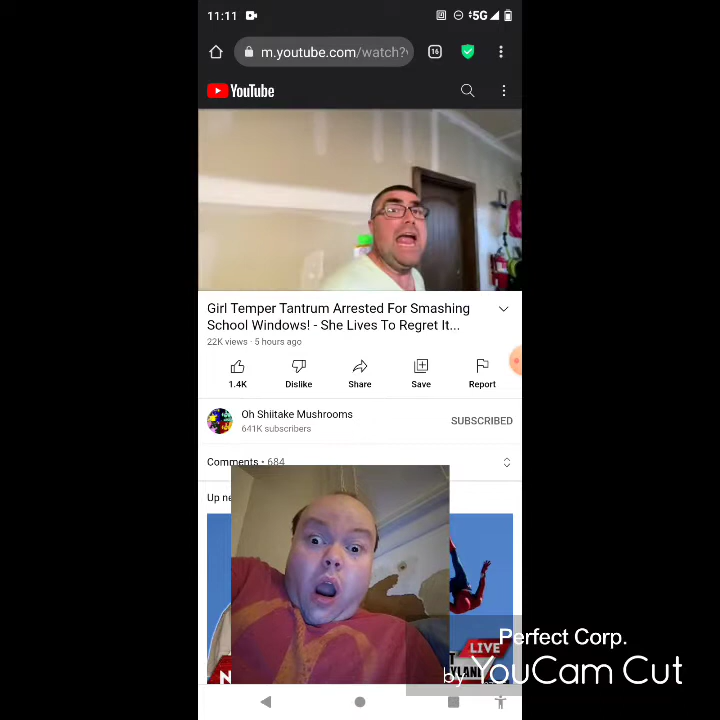 11:11
5G
m.youtube.com/watch?v
16
YouTube
Girl Temper Tantrum Arrested For Smashing
School Windows! - She Lives To Regret It...
22K views · 5 hours ago
1.4K
Dislike
Share
Save
Report
Oh Shiitake Mushrooms
641K subscribers
SUBSCRIBED
Comments • 684
Up ne
LIVE
Perfect Corp.
by YouCam Cut